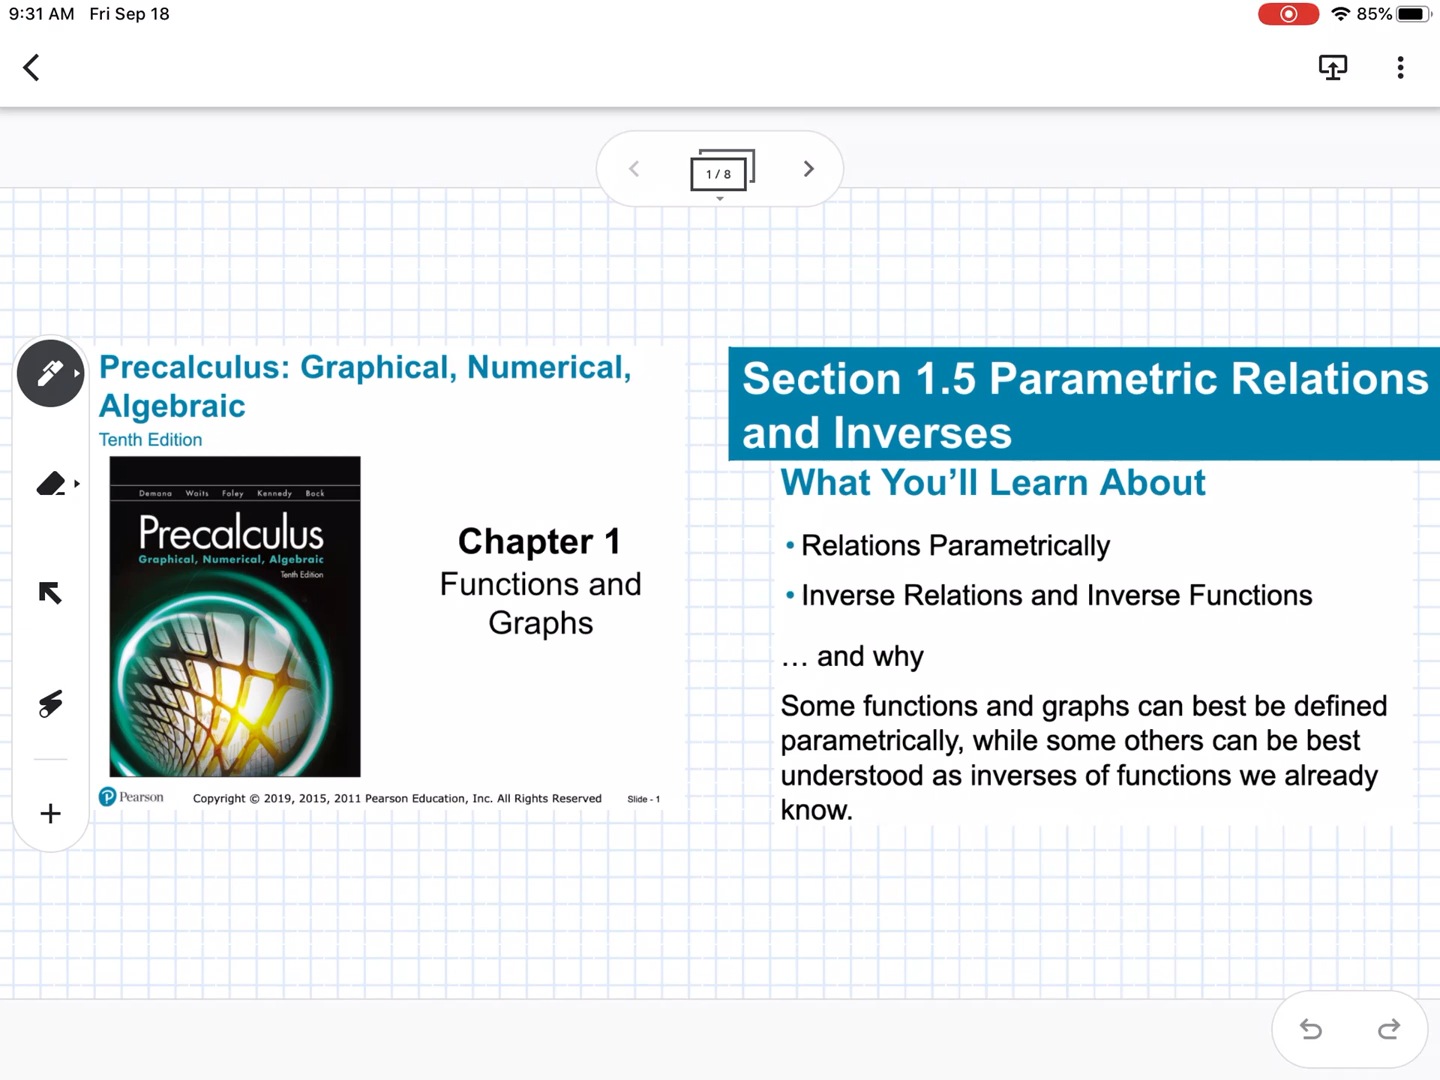 9:31 AM Fri Sep 18
85%
1 / 8
Precalculus: Graphical, Numerical,
Algebraic
Tenth Edition
Demana Waits Foley Kennedy Bock
Precalculus
Graphical, Numerical, Algebraic
Tenth Edition
Chapter 1
Functions and
Graphs
Pearson
Copyright © 2019, 2015, 2011 Pearson Education, Inc. All Rights Reserved
Slide - 1
Section 1.5 Parametric Relations
and Inverses
What You’ll Learn About
• Relations Parametrically
• Inverse Relations and Inverse Functions
… and why
Some functions and graphs can best be defined
parametrically, while some others can be best
understood as inverses of functions we already
know.